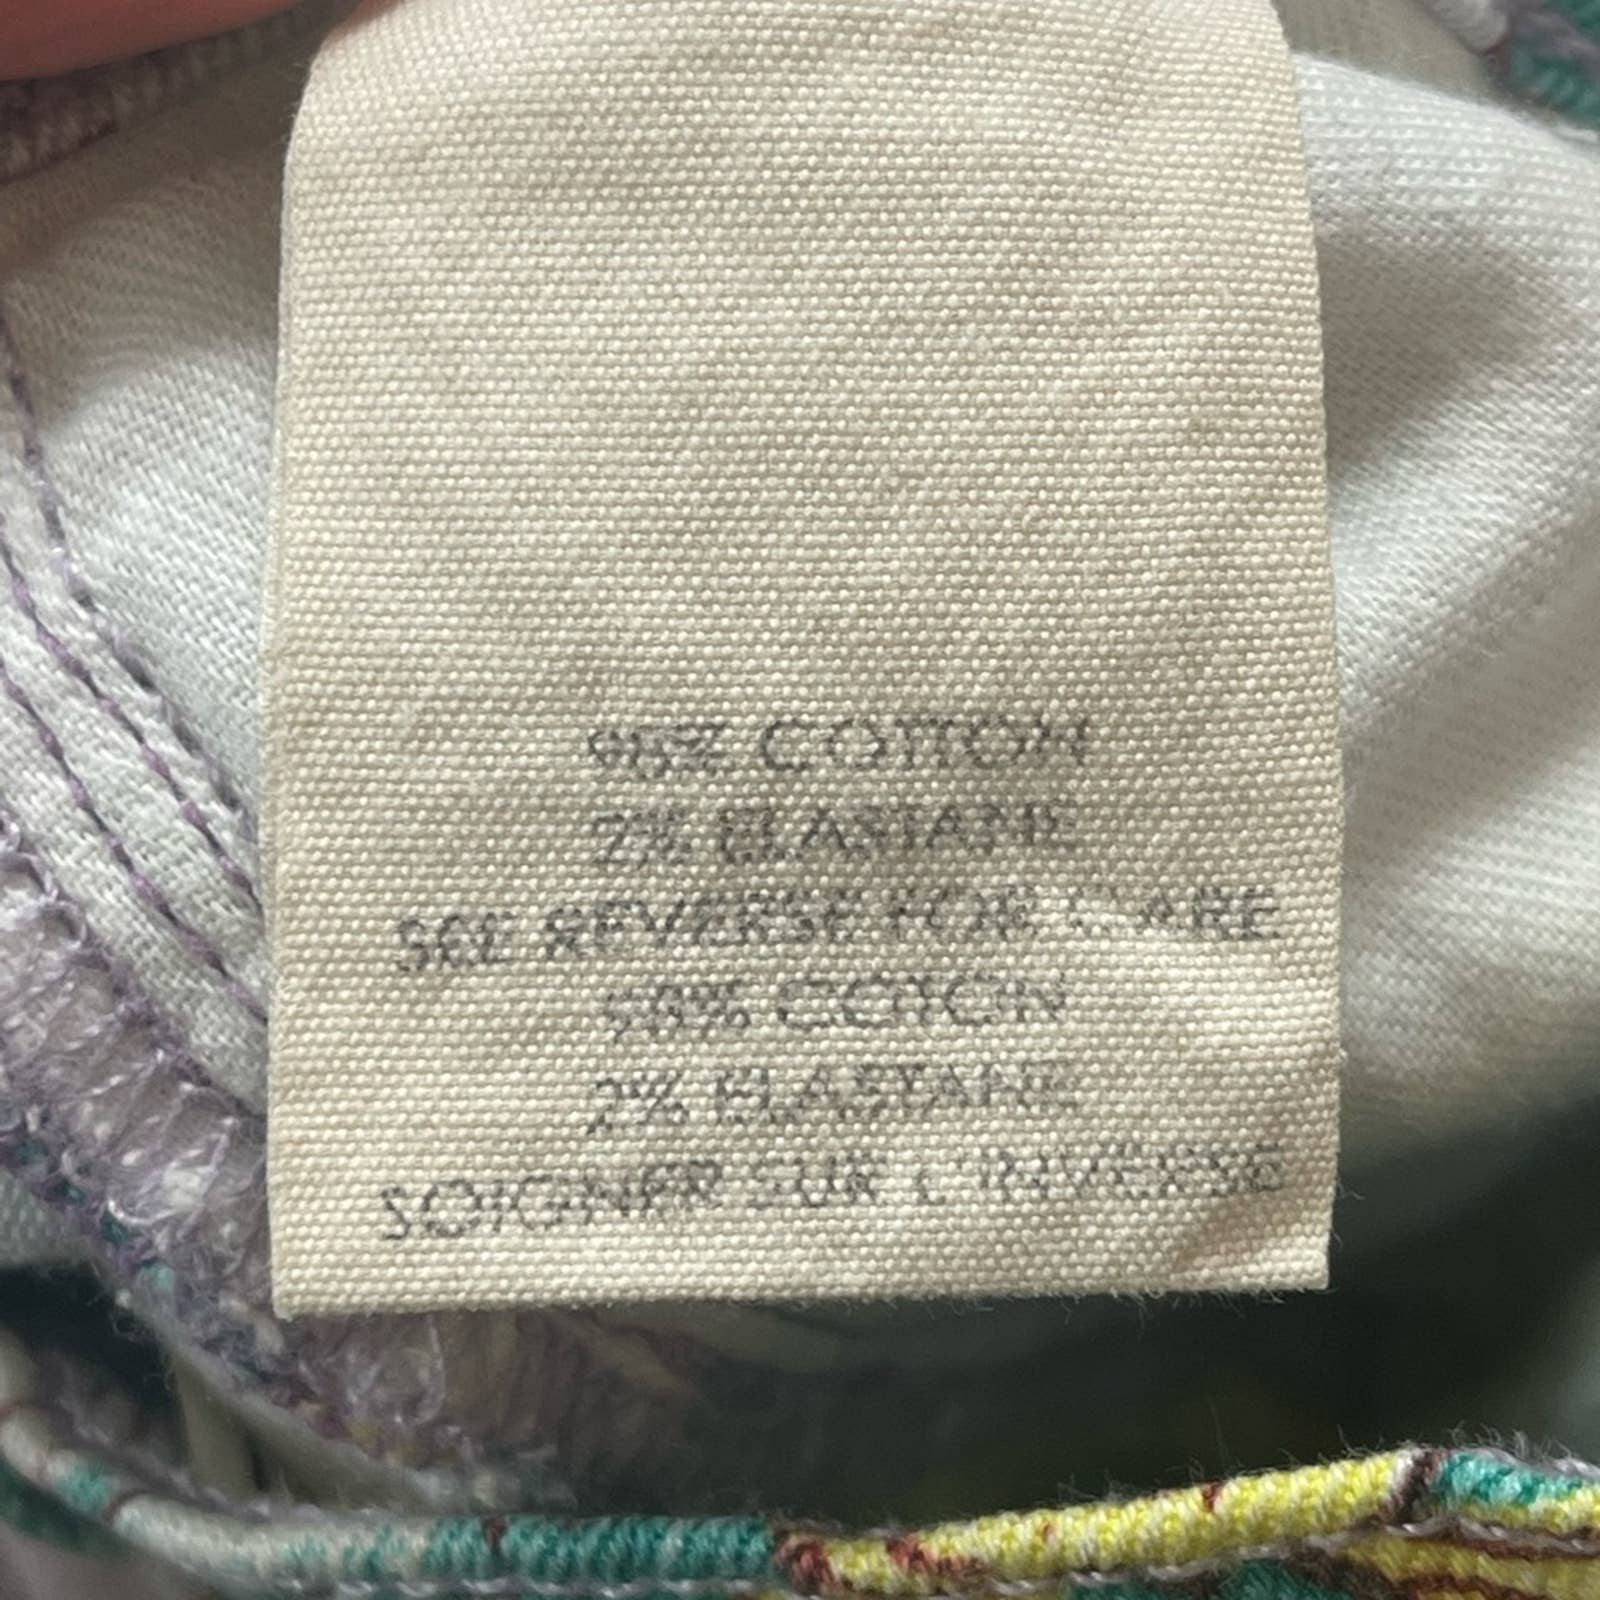 98% COTTON
2% ELASTANE
SEE REVERSE FOR CARE
98% COTON
2% ELASTANE
SOIGNER SUR L'INVERSE